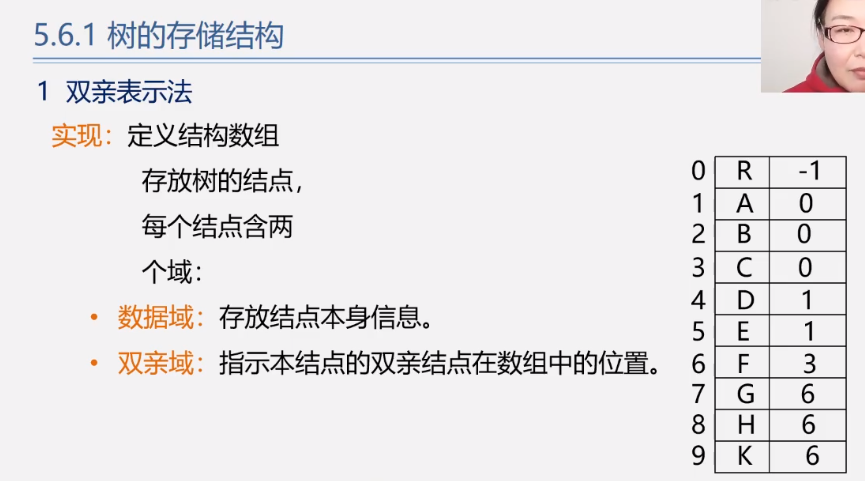 5.6.1 树的存储结构
1 双亲表示法
实现：定义结构数组
存放树的结点，
每个结点含两
个域：
• 数据域：存放结点本身信息。
• 双亲域：指示本结点的双亲结点在数组中的位置。
0 R -1
1 A 0
2 B 0
3 C 0
4 D 1
5 E 1
6 F 3
7 G 6
8 H 6
9 K 6